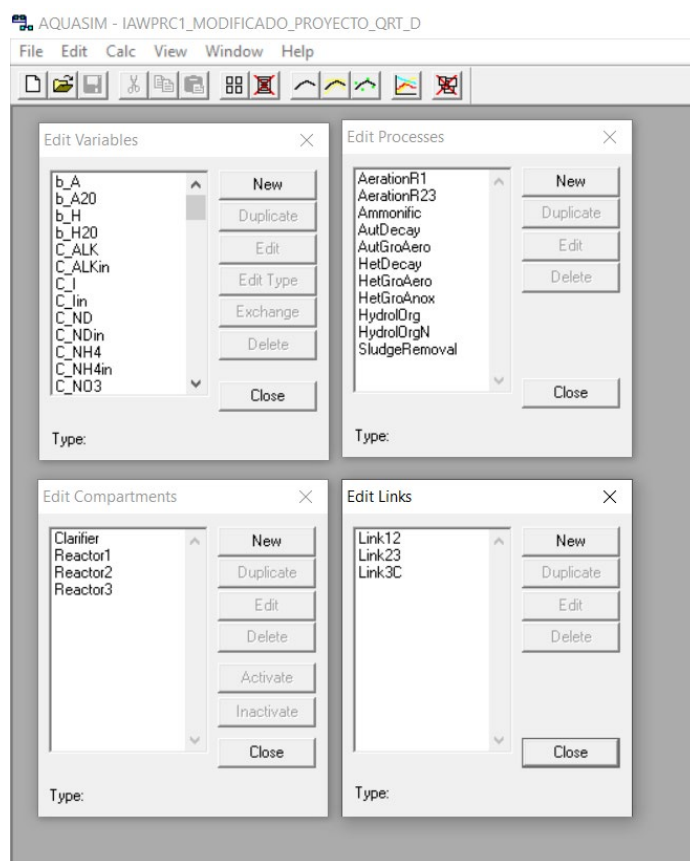 AQUASIM - IAWPRC1_MODIFICADO_PROYECTO_QRT_D
File Edit Calc View Window Help
Edit Variables
b_A
b_A20
b_H
b_H20
C_ALK
C_ALKin
C_I
C_Iin
C_ND
C_NDin
C_NH4
C_NH4in
C_NO3
New
Duplicate
Edit
Edit Type
Exchange
Delete
Close
Type:
Edit Processes
AerationR1
AerationR23
Ammonific
AutDecay
AutGroAero
HetDecay
HetGroAero
HetGroAnox
HydrolOrg
HydrolOrgN
SludgeRemoval
New
Duplicate
Edit
Delete
Close
Type:
Edit Compartments
Clarifier
Reactor1
Reactor2
Reactor3
New
Duplicate
Edit
Delete
Activate
Inactivate
Close
Type:
Edit Links
Link12
Link23
Link3C
New
Duplicate
Edit
Delete
Close
Type: